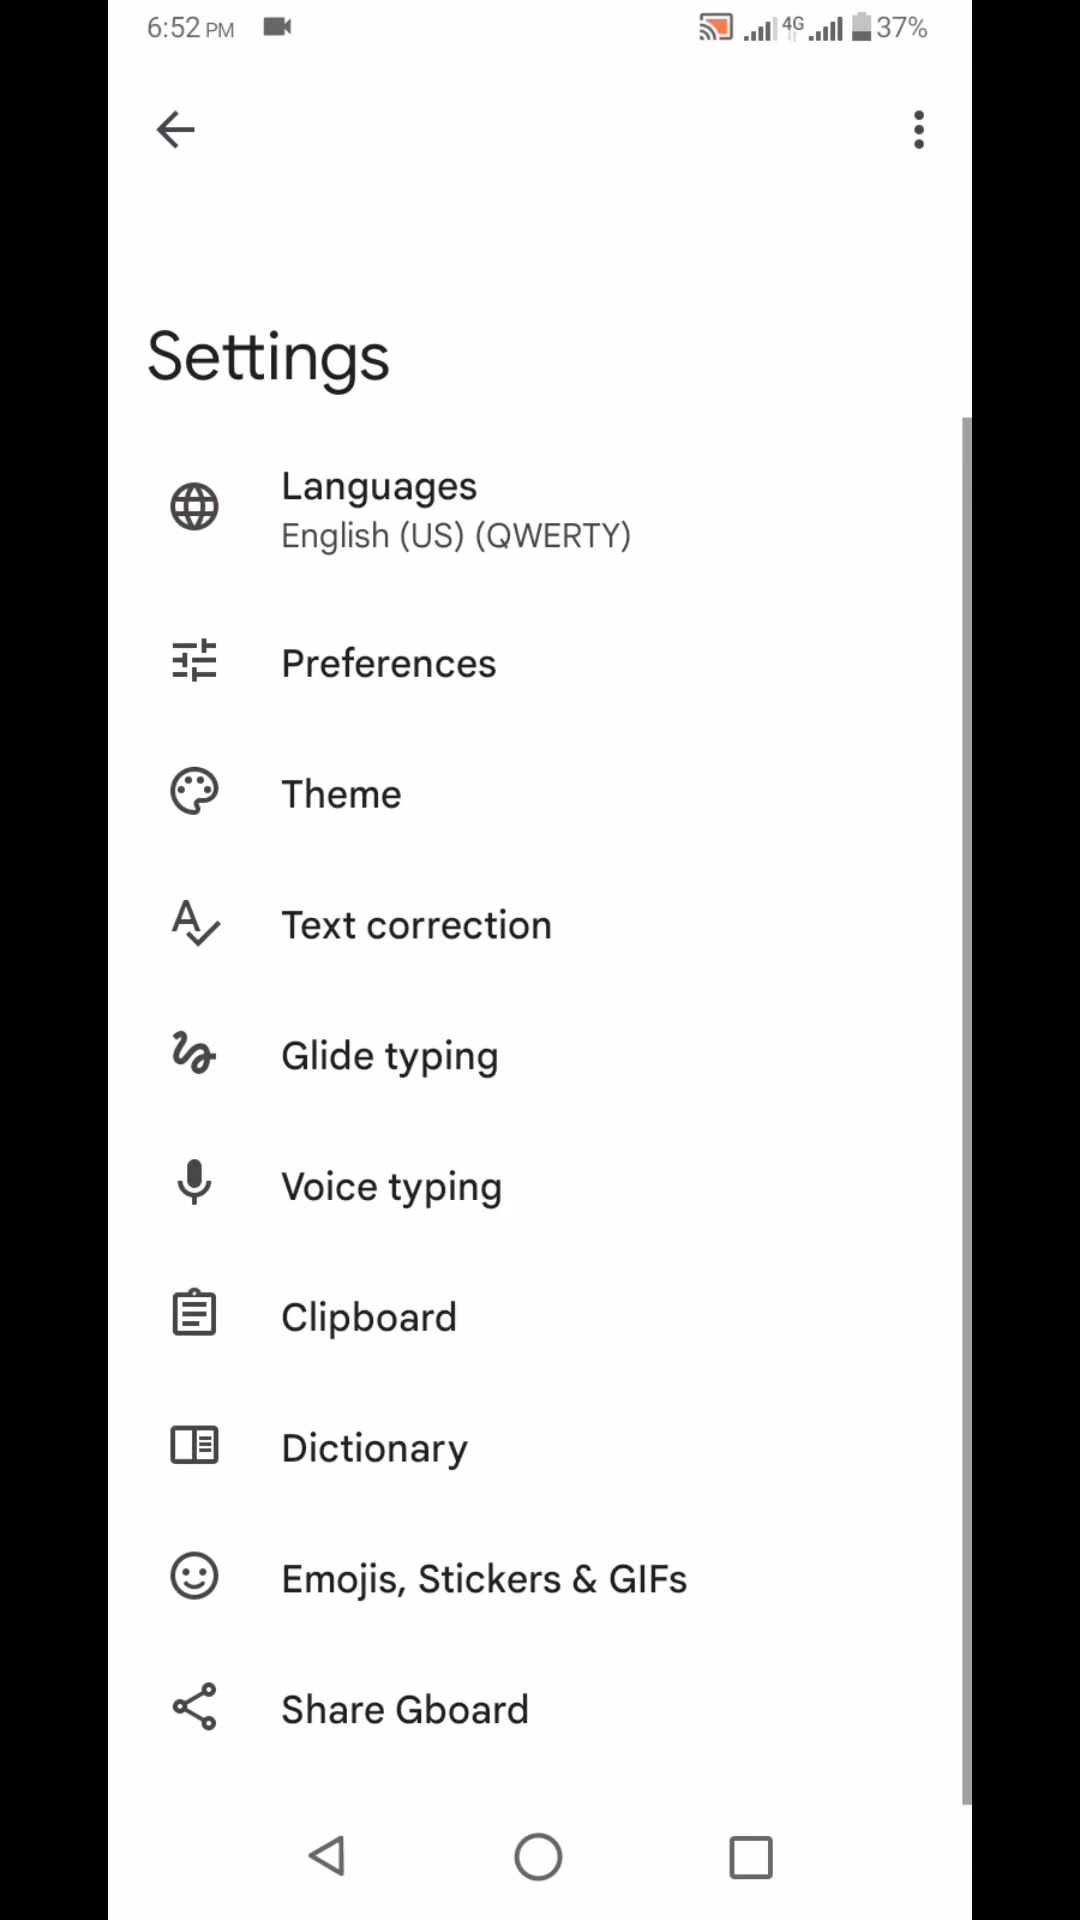 6:52 PM 4G 37%
Settings
Languages
English (US) (QWERTY)
Preferences
Theme
Text correction
Glide typing
Voice typing
Clipboard
Dictionary
Emojis, Stickers & GIFs
Share Gboard